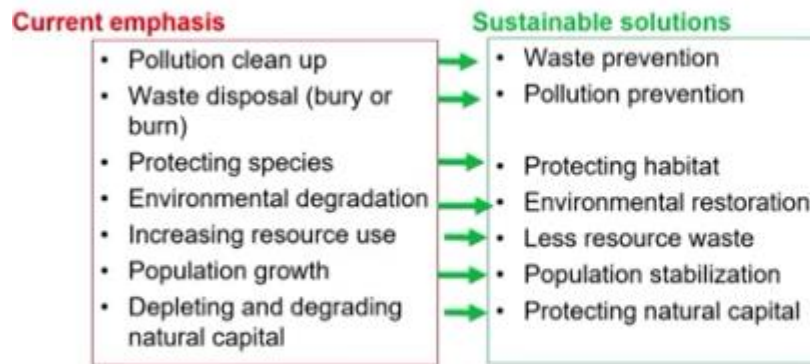 Current emphasis
• Pollution clean up
• Waste disposal (bury or
burn)
• Protecting species
• Environmental degradation
• Increasing resource use
• Population growth
• Depleting and degrading
natural capital
Sustainable solutions
• Waste prevention
• Pollution prevention
• Protecting habitat
• Environmental restoration
• Less resource waste
• Population stabilization
• Protecting natural capital